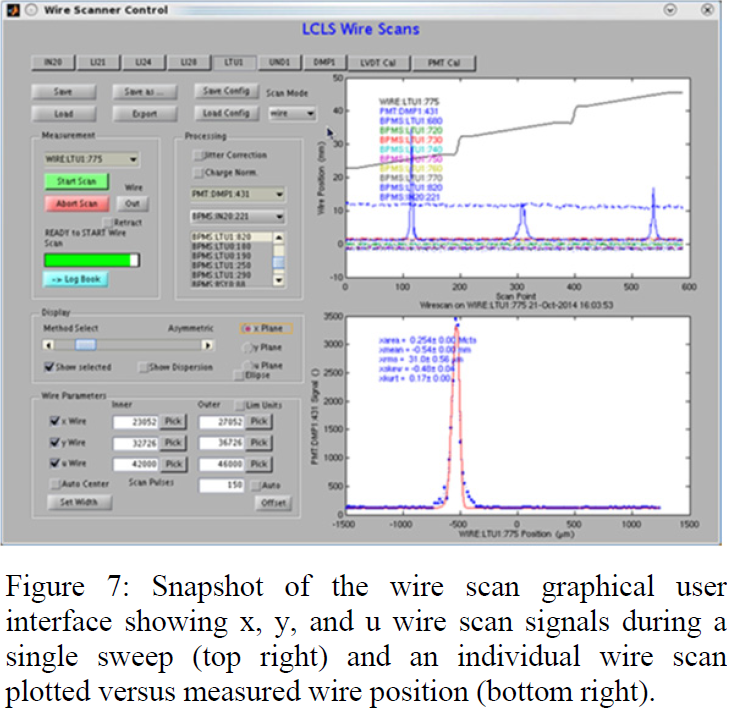 Wire Scanner Control
LCLS Wire Scans
IN20 LI21 LI24 LI28 LTU1 UND1 DMP1 LVDT Cal PMT Cal
Save Save as ... Save Config Scan Mode
Load Export Load Config wire
Measurement
WIRE:LTU1:775
Start Scan Wire
Abort Scan Out
Retract
READY to START Wire
Scan
-> Log Book
Processing
Jitter Correction
Charge Norm.
PMT:DMP1:431
BPMS:IN20:221
BPMS:LTU1:820
BPMS:LTU0:180
BPMS:LTU0:190
BPMS:LTU1:250
BPMS:LTU1:290
Display
Method Select Asymmetric x Plane
y Plane
Show selected Show Dispersion u Plane
Ellipse
Wire Parameters
Inner Outer Lim Units
x Wire 23052 Pick 27052 Pick
y Wire 32726 Pick 36726 Pick
u Wire 42000 Pick 46000 Pick
Auto Center Scan Pulses 150 Auto
Set Width Offset
50
40
30
20
10
0
-10
Wire Position (mm)
WIRE:LTU1:775
PMT:DMP1:431
BPMS:LTU1:680
BPMS:LTU1:720
BPMS:LTU1:730
BPMS:LTU1:740
BPMS:LTU1:750
BPMS:LTU1:760
BPMS:LTU1:770
BPMS:LTU1:820
BPMS:IN20:221
0 100 200 300 400 500 600
Scan Point
Wirescan on WIRE:LTU1:775 21-Oct-2014 16:03:53
3500
3000
2500
2000
1500
1000
500
0
PMT:DMP1:431 Signal ()
xarea = 0.254± 0.00 Mcts
xmean = -0.54± 0.00 mm
xrms = 31.0± 0.56 μm
xskew = -0.40± 0.04
xkurt = 0.17± 0.00
-1500 -1000 -500 0 500 1000 1500
WIRE:LTU1:775 Position (μm)
Figure 7: Snapshot of the wire scan graphical user
interface showing x, y, and u wire scan signals during a
single sweep (top right) and an individual wire scan
plotted versus measured wire position (bottom right).